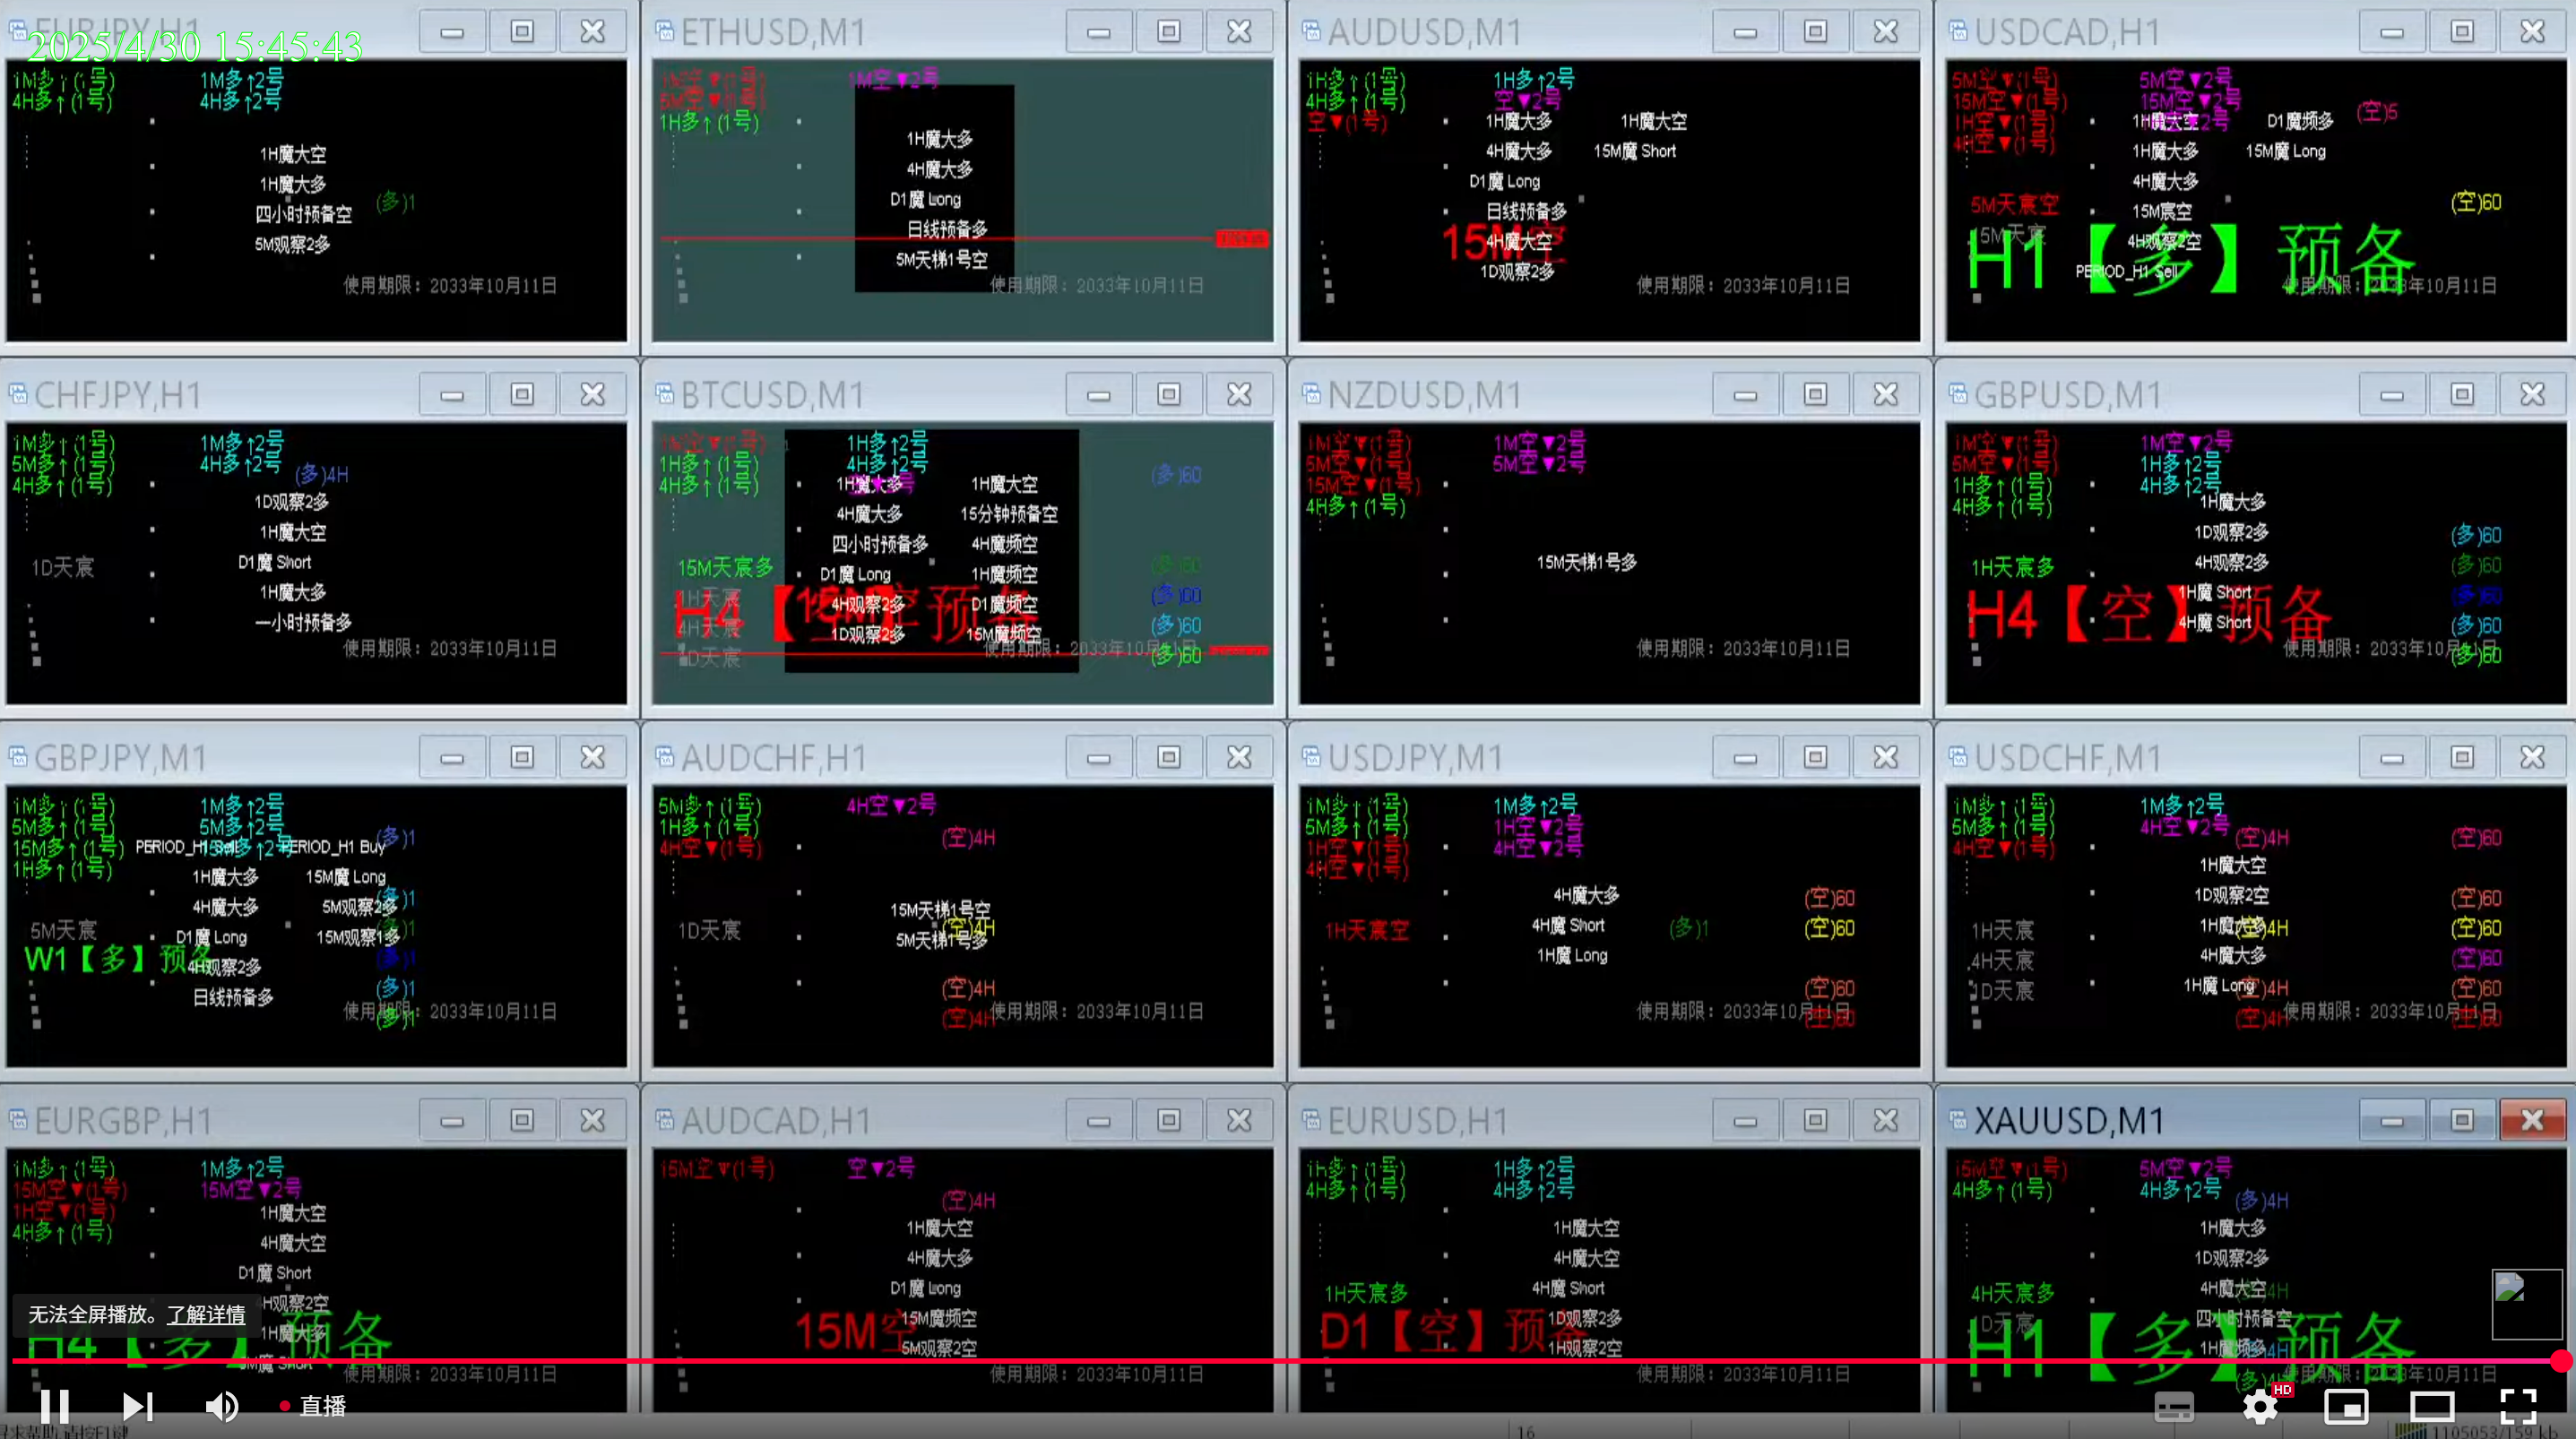 EURJPY,H1
2025/4/30 15:45:43
1M多↑(1号) 1M多↑2号
4H多↑(1号) 4H多↑2号
1H魔大空
1H魔大多
(多)1
四小时预备空
5M观察2多
使用期限：2033年10月11日
ETHUSD,M1
1M空▼(1号) 1M空▼2号
5M空▼(1号)
1H多↑(1号)
1H魔大多
4H魔大多
D1魔 Long
日线预备多
5M天梯1号空
使用期限：2033年10月11日
AUDUSD,M1
1H多↑(1号) 1H多↑2号
4H多↑(1号) 空▼2号
空▼(1号) 1H魔大多 1H魔大空
4H魔大多 15M魔 Short
D1魔 Long
日线预备多
15M空
4H魔大空
1D观察2多
使用期限：2033年10月11日
USDCAD,H1
5M空▼(1号) 5M空▼2号
15M空▼(1号) 15M空▼2号
(空)5
1H空▼(1号) 1H魔大空 D1魔频多
4H空▼(1号) 1H魔大多 15M魔 Long
4H魔大多
5M天宸空 15M宸空 (空)60
15M天宸 4H观察2空
H1【多】预备
PERIOD_H1 Sell
使用期限：2033年10月11日
CHFJPY,H1
1M多↑(1号) 1M多↑2号
5M多↑(1号) 4H多↑2号
4H多↑(1号) (多)4H
1D观察2多
1H魔大空
1D天宸 D1魔 Short
1H魔大多
一小时预备多
使用期限：2033年10月11日
BTCUSD,M1
1M空▼(1号) 1H多↑2号
1H多↑(1号) 4H多↑2号
4H多↑(1号) (多)60
1H魔大多 1H魔大空
4H魔大多 15分钟预备空
四小时预备多 4H魔频空
15M天宸多 D1魔 Long 1H魔频空 (多)60
1H天宸 4H观察2多 D1魔频空 (多)60
H4【空】预备
4H天宸 1D观察2多 15M魔频空 (多)60
1D天宸 (多)60
使用期限：2033年10月11日
NZDUSD,M1
1M空▼(1号) 1M空▼2号
5M空▼(1号) 5M空▼2号
15M空▼(1号)
4H多↑(1号)
15M天梯1号多
使用期限：2033年10月11日
GBPUSD,M1
1M空▼(1号) 1M空▼2号
5M空▼(1号) 1H多↑2号
1H多↑(1号) 4H多↑2号
4H多↑(1号) 1H魔大多
1D观察2多 (多)60
1H天宸多 4H观察2多 (多)60
1H魔 Short (多)60
H4【空】预备
4H魔 Short (多)60
(多)60
使用期限：2033年10月11日
GBPJPY,M1
1M多↑(1号) 1M多↑2号
5M多↑(1号) 5M多↑2号 (多)1
15M多↑(1号) 15M多↑2号
PERIOD_H1 Buy
1H多↑(1号) 1H魔大多 15M魔 Long
(多)1
4H魔大多 5M观察2多
5M天宸 D1魔 Long 15M观察1多
W1【多】预备
4H观察2多
日线预备多 (多)1
(多)1
使用期限：2033年10月11日
AUDCHF,H1
5M多↑(1号) 4H空▼2号
1H多↑(1号) (空)4H
4H空▼(1号)
15M天梯1号空
1D天宸 (空)4H
5M天梯1号多
(空)4H
(空)4H
使用期限：2033年10月11日
USDJPY,M1
1M多↑(1号) 1M多↑2号
5M多↑(1号) 1H空▼2号
1H空▼(1号) 4H空▼2号
4H空▼(1号)
4H魔大多 (空)60
1H天宸空 4H魔 Short (多)1 (空)60
1H魔 Long
(空)60
(空)60
使用期限：2033年10月11日
USDCHF,M1
1M多↑(1号) 1M多↑2号
5M多↑(1号) 4H空▼2号 (空)4H (空)60
4H空▼(1号) 1H魔大空
1D观察2空 (空)60
1H天宸 1H魔大多 (空)4H (空)60
4H天宸 4H魔大多 (空)60
1D天宸 1H魔 Long (空)4H (空)60
(空)4H (空)60
使用期限：2033年10月11日
EURGBP,H1
1M多↑(1号) 1M多↑2号
15M空▼(1号) 15M空▼2号
1H空▼(1号) 1H魔大空
4H多↑(1号) 4H魔大空
D1魔 Short
4H观察2空
无法全屏播放。了解详情
1H魔大多
H4【多】预备
使用期限：2033年10月11日
AUDCAD,H1
15M空▼(1号) 空▼2号
(空)4H
1H魔大空
4H魔大多
D1魔 Long
15M魔频空
15M空
5M观察2空
使用期限：2033年10月11日
EURUSD,H1
1H多↑(1号) 1H多↑2号
4H多↑(1号) 4H多↑2号
1H魔大空
4H魔大空
1H天宸多 4H魔 Short
1D观察2多
D1【空】预备
1H观察2空
使用期限：2033年10月11日
XAUUSD,M1
15M空▼(1号) 5M空▼2号
4H多↑(1号) 4H多↑2号 (多)4H
1H魔大多
1D观察2多
4H天宸多 4H魔大空
1D天宸 四小时预备空
H1【多】预备
1H魔频多
使用期限：2033年10月11日
直播
HD
寻求帮助,请按F1键
16
1105053/159 kb